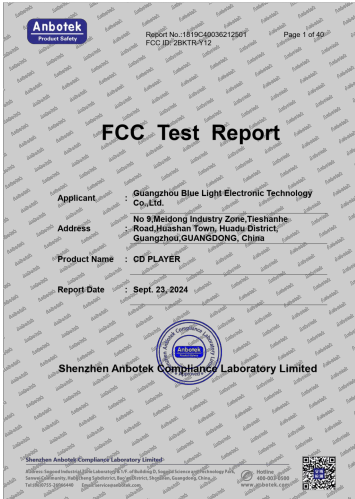 Anbotek
Product Safety
Report No.:1819C40036212501 Page 1 of 40
FCC ID: 2BKTR-Y12
FCC Test Report
Applicant : Guangzhou Blue Light Electronic Technology
Co.,Ltd.
Address : No 9,Meidong Industry Zone,Tieshanhe
Road,Huashan Town, Huadu District,
Guangzhou,GUANGDONG, China
Product Name : CD PLAYER
Report Date : Sept. 23, 2024
Anbotek
Shenzhen Anbotek Compliance Laboratory Limited
Shenzhen Anbotek Compliance Laboratory Limited
Hotline
400-003-0500
www.anbotek.com